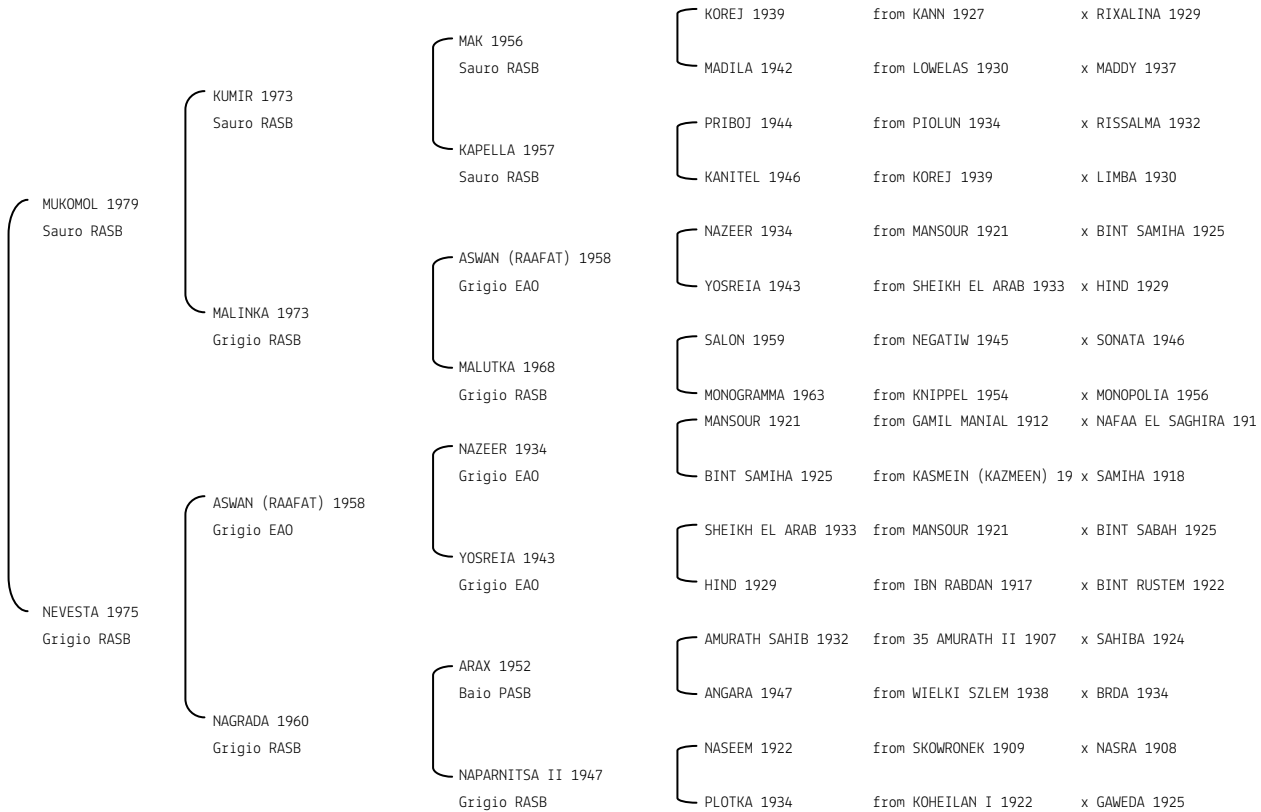 KOREJ 1939 from KANN 1927 x RIXALINA 1929
MAK 1956
Sauro RASB MADILA 1942 from LOWELAS 1930 x MADDY 1937
KUMIR 1973
Sauro RASB PRIBOJ 1944 from PIOLUN 1934 x RISSALMA 1932
KAPELLA 1957
Sauro RASB KANITEL 1946 from KOREJ 1939 x LIMBA 1930
MUKOMOL 1979
Sauro RASB NAZEER 1934 from MANSOUR 1921 x BINT SAMIHA 1925
ASWAN (RAAFAT) 1958
Grigio EAO YOSREIA 1943 from SHEIKH EL ARAB 1933 x HIND 1929
MALINKA 1973
Grigio RASB SALON 1959 from NEGATIW 1945 x SONATA 1946
MALUTKA 1968
Grigio RASB MONOGRAMMA 1963 from KNIPPEL 1954 x MONOPOLIA 1956
MANSOUR 1921 from GAMIL MANIAL 1912 x NAFAA EL SAGHIRA 191
NAZEER 1934
Grigio EAO BINT SAMIHA 1925 from KASMEIN (KAZMEEN) 19 x SAMIHA 1918
ASWAN (RAAFAT) 1958
Grigio EAO SHEIKH EL ARAB 1933 from MANSOUR 1921 x BINT SABAH 1925
YOSREIA 1943
Grigio EAO HIND 1929 from IBN RABDAN 1917 x BINT RUSTEM 1922
NEVESTA 1975
Grigio RASB AMURATH SAHIB 1932 from 35 AMURATH II 1907 x SAHIBA 1924
ARAX 1952
Baio PASB ANGARA 1947 from WIELKI SZLEM 1938 x BRDA 1934
NAGRADA 1960
Grigio RASB NASEEM 1922 from SKOWRONEK 1909 x NASRA 1908
NAPARNITSA II 1947
Grigio RASB PLOTKA 1934 from KOHEILAN I 1922 x GAWEDA 1925